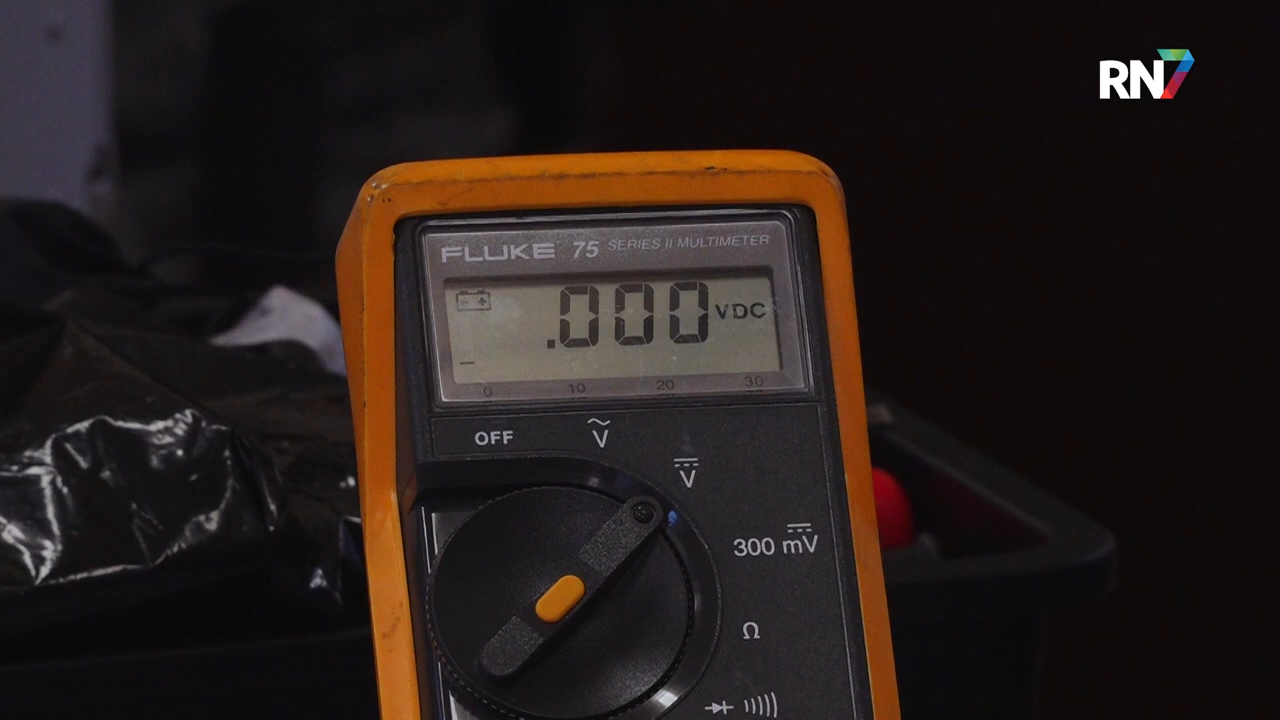 RN7
FLUKE 75 SERIES II MULTIMETER
.000 VDC
0 10 20 30
OFF
V
V
300 mV
Ω